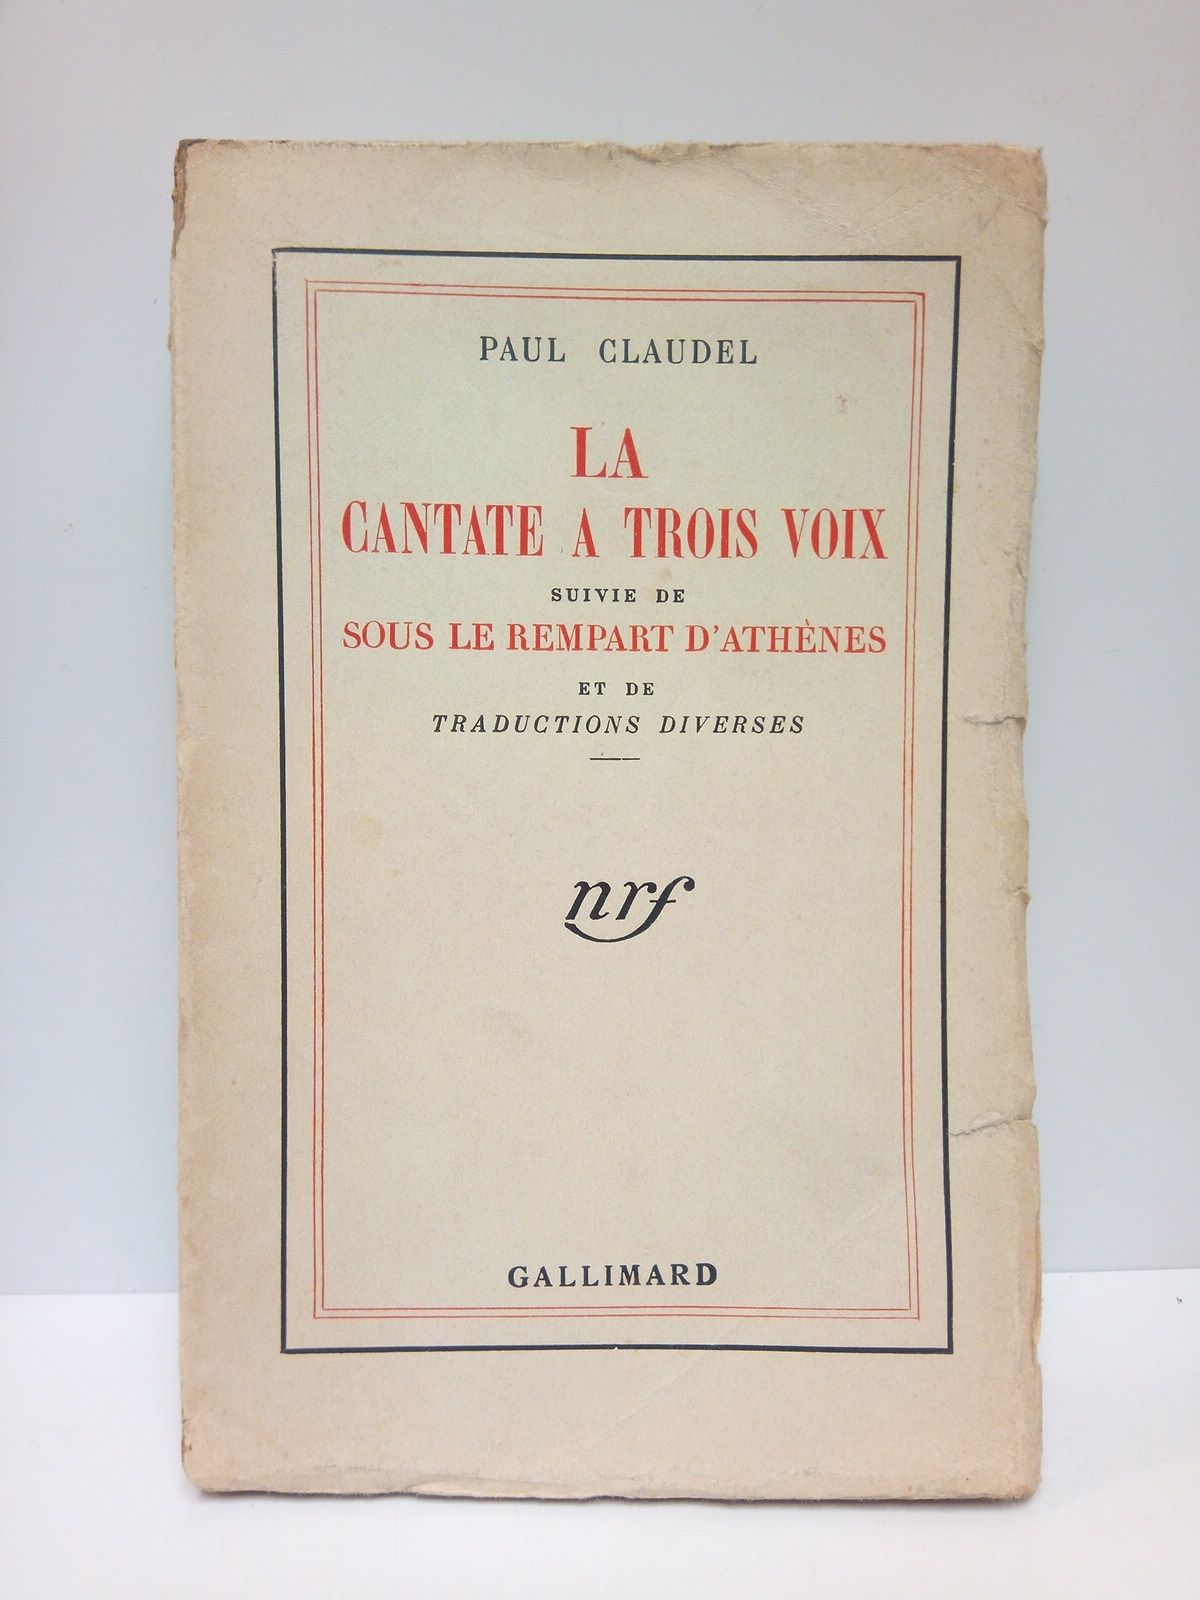 PAUL CLAUDEL
LA
CANTATE A TROIS VOIX
SUIVIE DE
SOUS LE REMPART D'ATHÈNES
ET DE
TRADUCTIONS DIVERSES
nrf
GALLIMARD